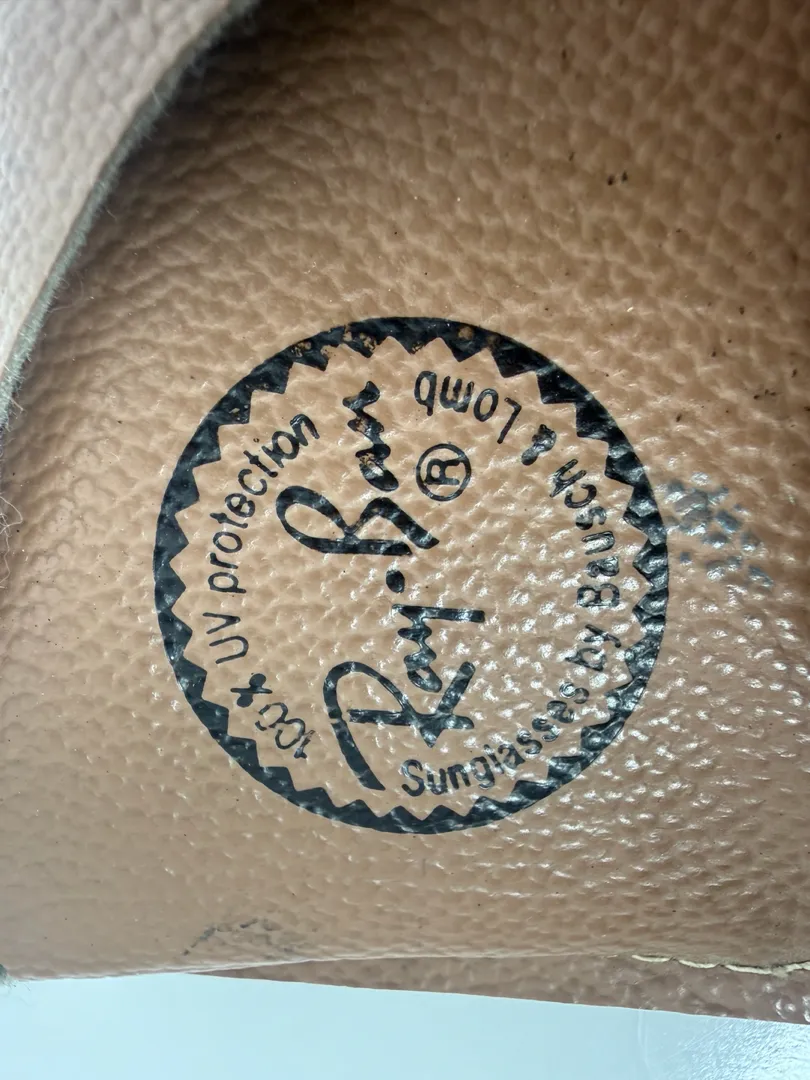 100% UV protection
Ray-Ban®
Sunglasses by Bausch & Lomb